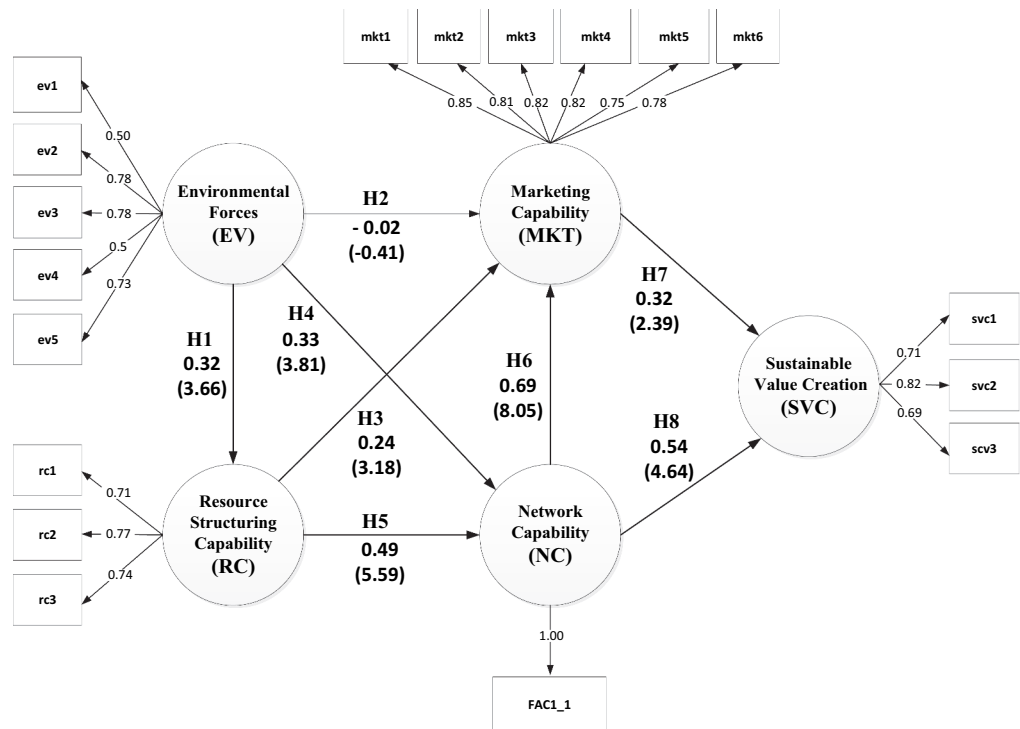 mkt1
mkt2
mkt3
mkt4
mkt5
mkt6
0.85
0.81
0.82
0.82
0.75
0.78
ev1
ev2
ev3
ev4
ev5
0.50
0.78
0.78
0.5
0.73
Environmental
Forces
(EV)
H2
- 0.02
(-0.41)
Marketing
Capability
(MKT)
H7
0.32
(2.39)
H1
0.32
(3.66)
H4
0.33
(3.81)
H6
0.69
(8.05)
Sustainable
Value Creation
(SVC)
0.71
0.82
0.69
svc1
svc2
scv3
H3
0.24
(3.18)
H8
0.54
(4.64)
rc1
rc2
rc3
0.71
0.77
0.74
Resource
Structuring
Capability
(RC)
H5
0.49
(5.59)
Network
Capability
(NC)
1.00
FAC1_1